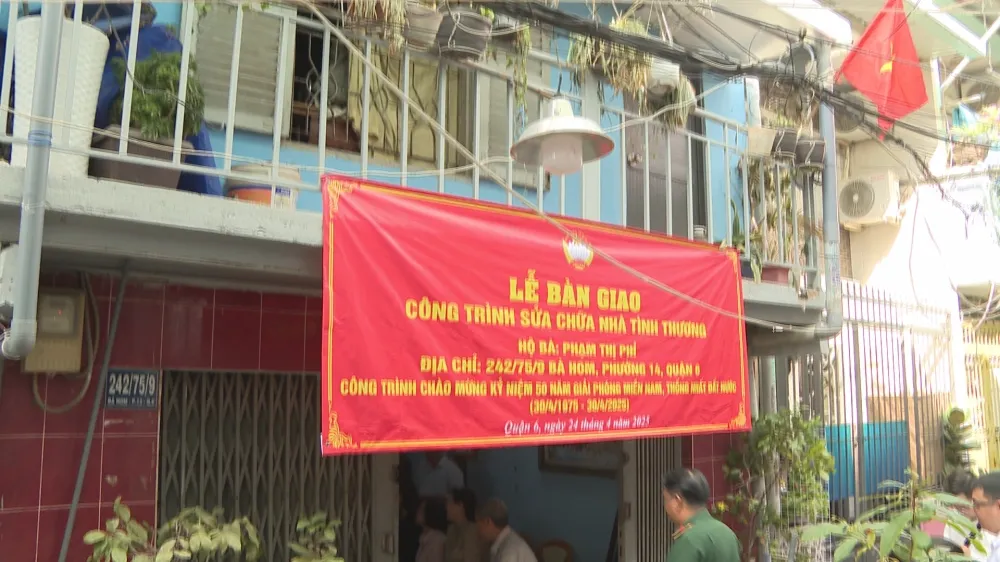 LỄ BÀN GIAO
CÔNG TRÌNH SỬA CHỮA NHÀ TÌNH THƯƠNG
HỘ BÀ: PHẠM THỊ PHỈ
ĐỊA CHỈ: 242/75/9 BÀ HOM, PHƯỜNG 14, QUẬN 6
CÔNG TRÌNH CHÀO MỪNG KỶ NIỆM 50 NĂM GIẢI PHÓNG MIỀN NAM, THỐNG NHẤT ĐẤT NƯỚC
(30/4/1975 - 30/4/2025)
Quận 6, ngày 24 tháng 4 năm 2025
242/75/9